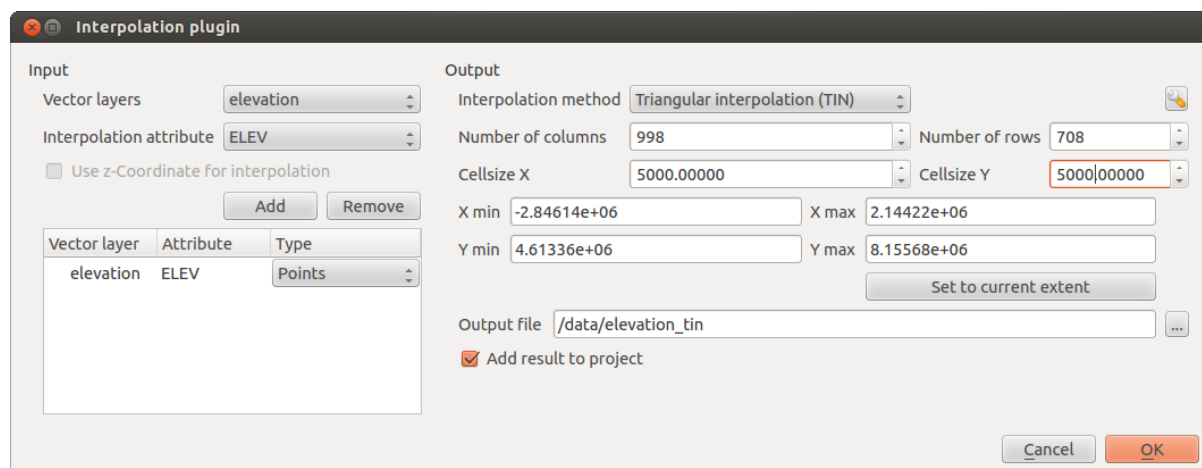 Interpolation plugin
Input
Vector layers elevation
Interpolation attribute ELEV
Use z-Coordinate for interpolation
Add Remove
Vector layer Attribute Type
elevation ELEV Points
Output
Interpolation method Triangular interpolation (TIN)
Number of columns 998 Number of rows 708
Cellsize X 5000.00000 Cellsize Y 5000.00000
X min -2.84614e+06 X max 2.14422e+06
Y min 4.61336e+06 Y max 8.15568e+06
Set to current extent
Output file /data/elevation_tin ...
Add result to project
Cancel OK